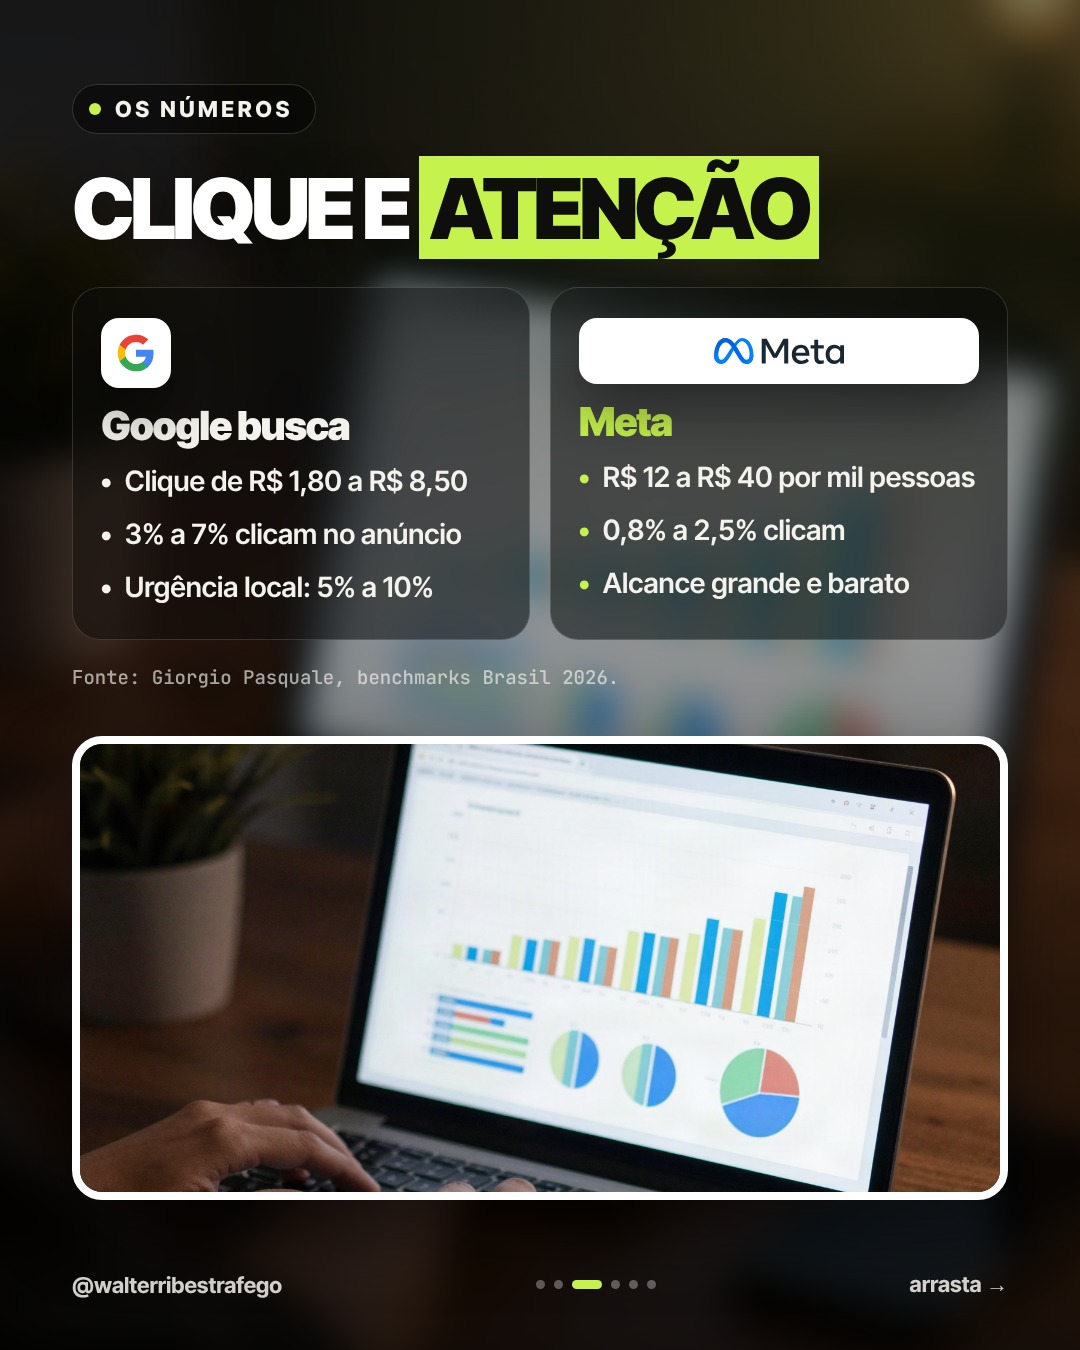 OS NÚMEROS
CLIQUE E ATENÇÃO
Google busca
• Clique de R$ 1,80 a R$ 8,50
• 3% a 7% clicam no anúncio
• Urgência local: 5% a 10%
Meta
Meta
• R$ 12 a R$ 40 por mil pessoas
• 0,8% a 2,5% clicam
• Alcance grande e barato
Fonte: Giorgio Pasquale, benchmarks Brasil 2026.
@walterribestrafego
arrasta →